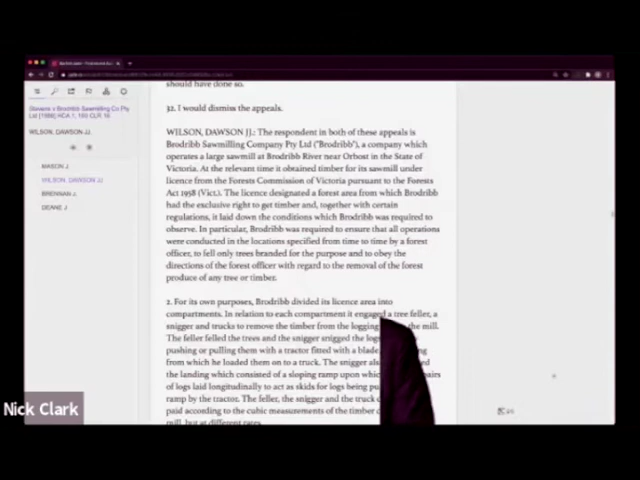 Stevens v Brodribb Sawmilling Co Pty
Ltd [1986] HCA 1, 160 CLR 16
WILSON, DAWSON JJ.
MASON J
WILSON, DAWSON JJ
BRENNAN J
DEANE J
should have done so.
32. I would dismiss the appeals.
WILSON, DAWSON JJ.: The respondent in both of these appeals is
Brodribb Sawmilling Company Pty Ltd ("Brodribb"), a company which
operates a large sawmill at Brodribb River near Orbost in the State of
Victoria. At the relevant time it obtained timber for its sawmill under
licence from the Forests Commission of Victoria pursuant to the Forests
Act 1958 (Vict.). The licence designated a forest area from which Brodribb
had the exclusive right to get timber and, together with certain
regulations, it laid down the conditions which Brodribb was required to
observe. In particular, Brodribb was required to ensure that all operations
were conducted in the locations specified from time to time by a forest
officer, to fell only trees branded for the purpose and to obey the
directions of the forest officer with regard to the removal of the forest
produce of any tree or timber.
2. For its own purposes, Brodribb divided its licence area into
compartments. In relation to each compartment it engaged a tree feller, a
snigger and trucks to remove the timber from the logging the mill.
The feller felled the trees and the snigger snigged the logs
pushing or pulling them with a tractor fitted with a blade
from which he loaded them on to a truck. The snigger
the landing which consisted of a sloping ramp upon
of logs laid longitudinally to act as skids for logs being
ramp by the tractor. The feller, the snigger and the truck
paid according to the cubic measurements of the timber
mill, but at different rates.
Nick Clark